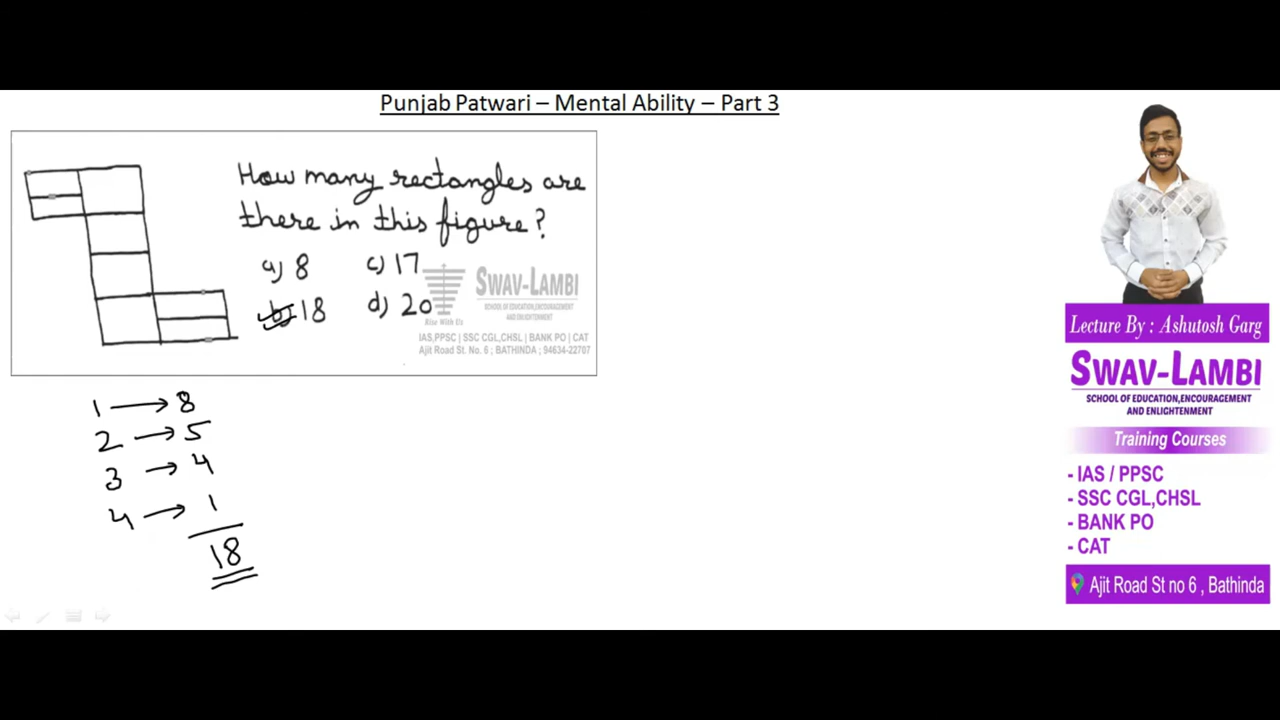 Punjab Patwari – Mental Ability – Part 3
How many rectangles are
there in this figure?
a) 8 c) 17
b) 18 d) 20
Rise With Us
SWAV-LAMBI
SCHOOL OF EDUCATION,ENCOURAGEMENT
AND ENLIGHTENMENT
IAS,PPSC | SSC CGL,CHSL | BANK PO | CAT
Ajit Road St. No. 6 ; BATHINDA ; 94634-22707
1 → 8
2 → 5
3 → 4
4 → 1
18
Lecture By : Ashutosh Garg
SWAV-LAMBI
SCHOOL OF EDUCATION,ENCOURAGEMENT
AND ENLIGHTENMENT
Training Courses
- IAS / PPSC
- SSC CGL,CHSL
- BANK PO
- CAT
Ajit Road St no 6 , Bathinda